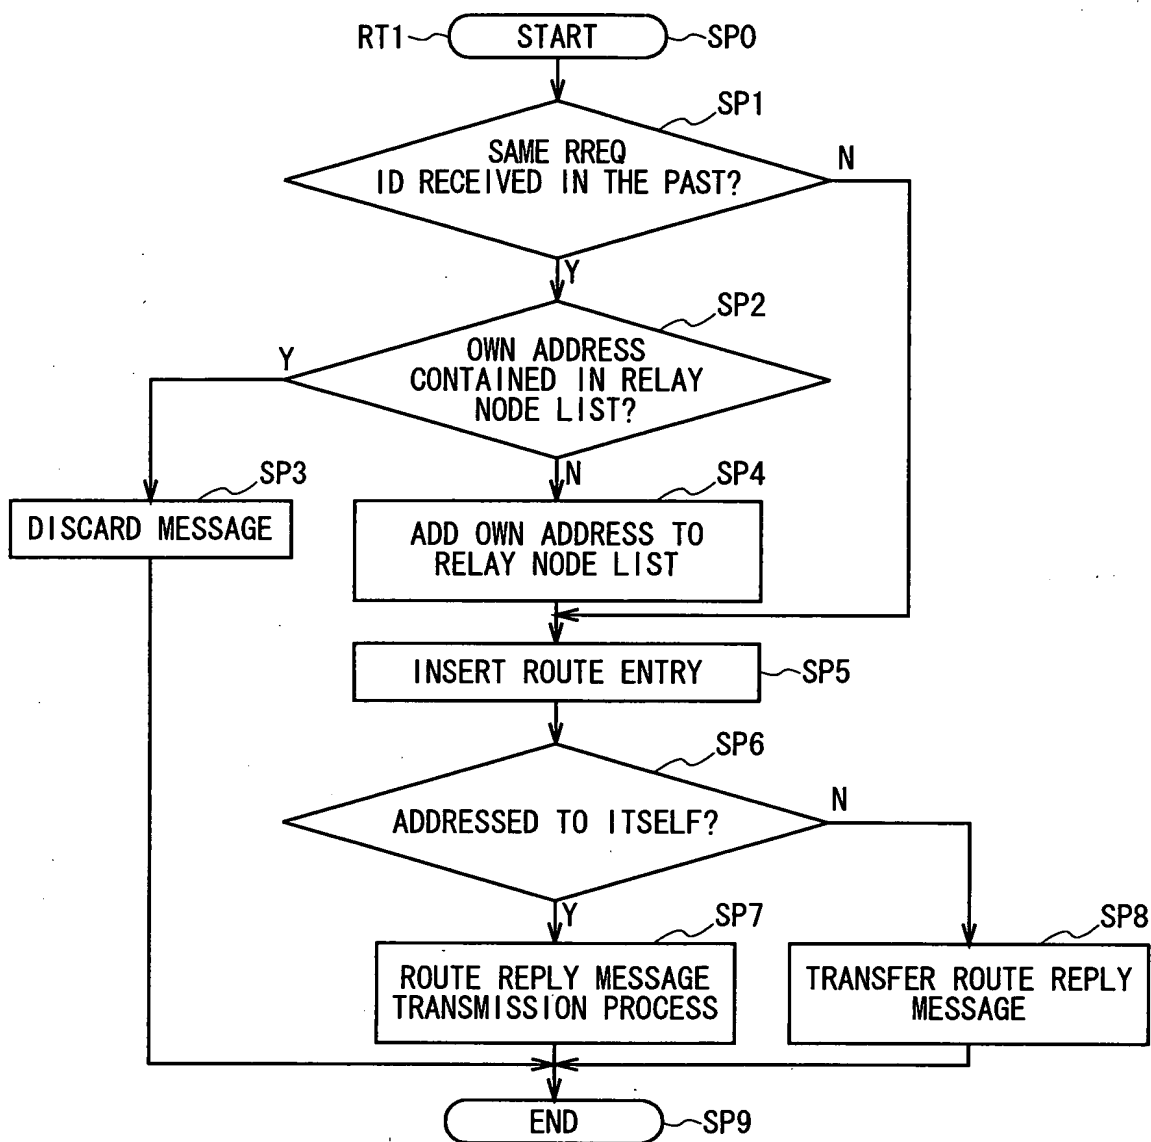 RT1 START SP0
SP1
SAME RREQ
ID RECEIVED IN THE PAST?
N
Y
SP2
OWN ADDRESS
CONTAINED IN RELAY
NODE LIST?
Y
N
SP3
DISCARD MESSAGE
SP4
ADD OWN ADDRESS TO
RELAY NODE LIST
INSERT ROUTE ENTRY SP5
SP6
ADDRESSED TO ITSELF?
N
Y
SP7
ROUTE REPLY MESSAGE
TRANSMISSION PROCESS
SP8
TRANSFER ROUTE REPLY
MESSAGE
END SP9